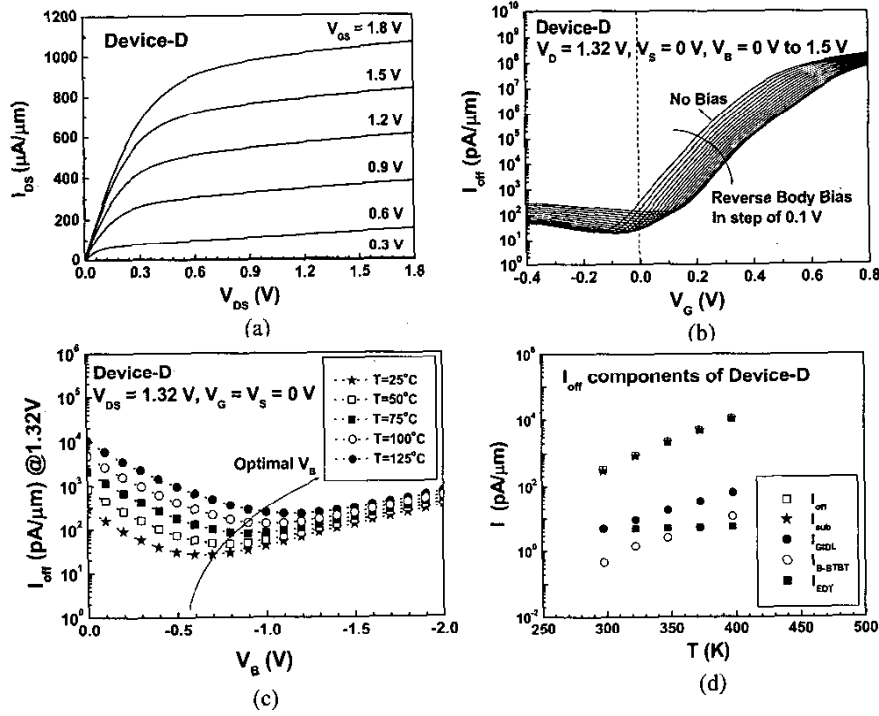 Device-D
V_GS = 1.8 V
1.5 V
1.2 V
0.9 V
0.6 V
0.3 V
1200
1000
800
600
400
200
0
0.0 0.3 0.6 0.9 1.2 1.5 1.8
I_DS (µA/µm)
V_DS (V)
(a)
Device-D
V_D = 1.32 V, V_S = 0 V, V_B = 0 V to 1.5 V
No Bias
Reverse Body Bias
In step of 0.1 V
10^10
10^9
10^8
10^7
10^6
10^5
10^4
10^3
10^2
10^1
10^0
-0.4 -0.2 0.0 0.2 0.4 0.6 0.8
I_off (pA/µm)
V_G (V)
(b)
Device-D
V_DS = 1.32 V, V_G = V_S = 0 V
T=25°C
T=50°C
T=75°C
T=100°C
T=125°C
Optimal V_B
10^6
10^5
10^4
10^3
10^2
10^1
10^0
0.0 -0.5 -1.0 -1.5 -2.0
I_off (pA/µm) @1.32V
V_B (V)
(c)
I_off components of Device-D
I_off
I_sub
I_GIDL
I_B-BTBT
I_EDT
10^6
10^4
10^2
10^0
10^-2
250 300 350 400 450 500
I (pA/µm)
T (K)
(d)